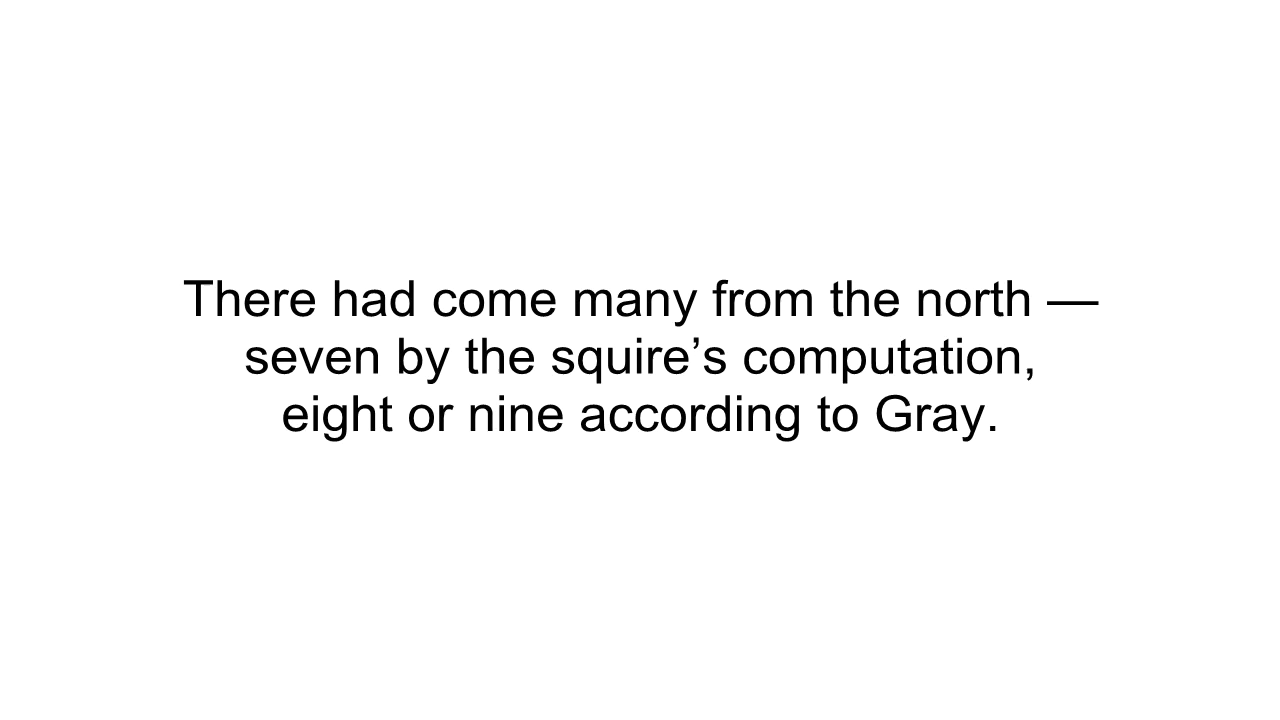 There had come many from the north —
seven by the squire’s computation,
eight or nine according to Gray.